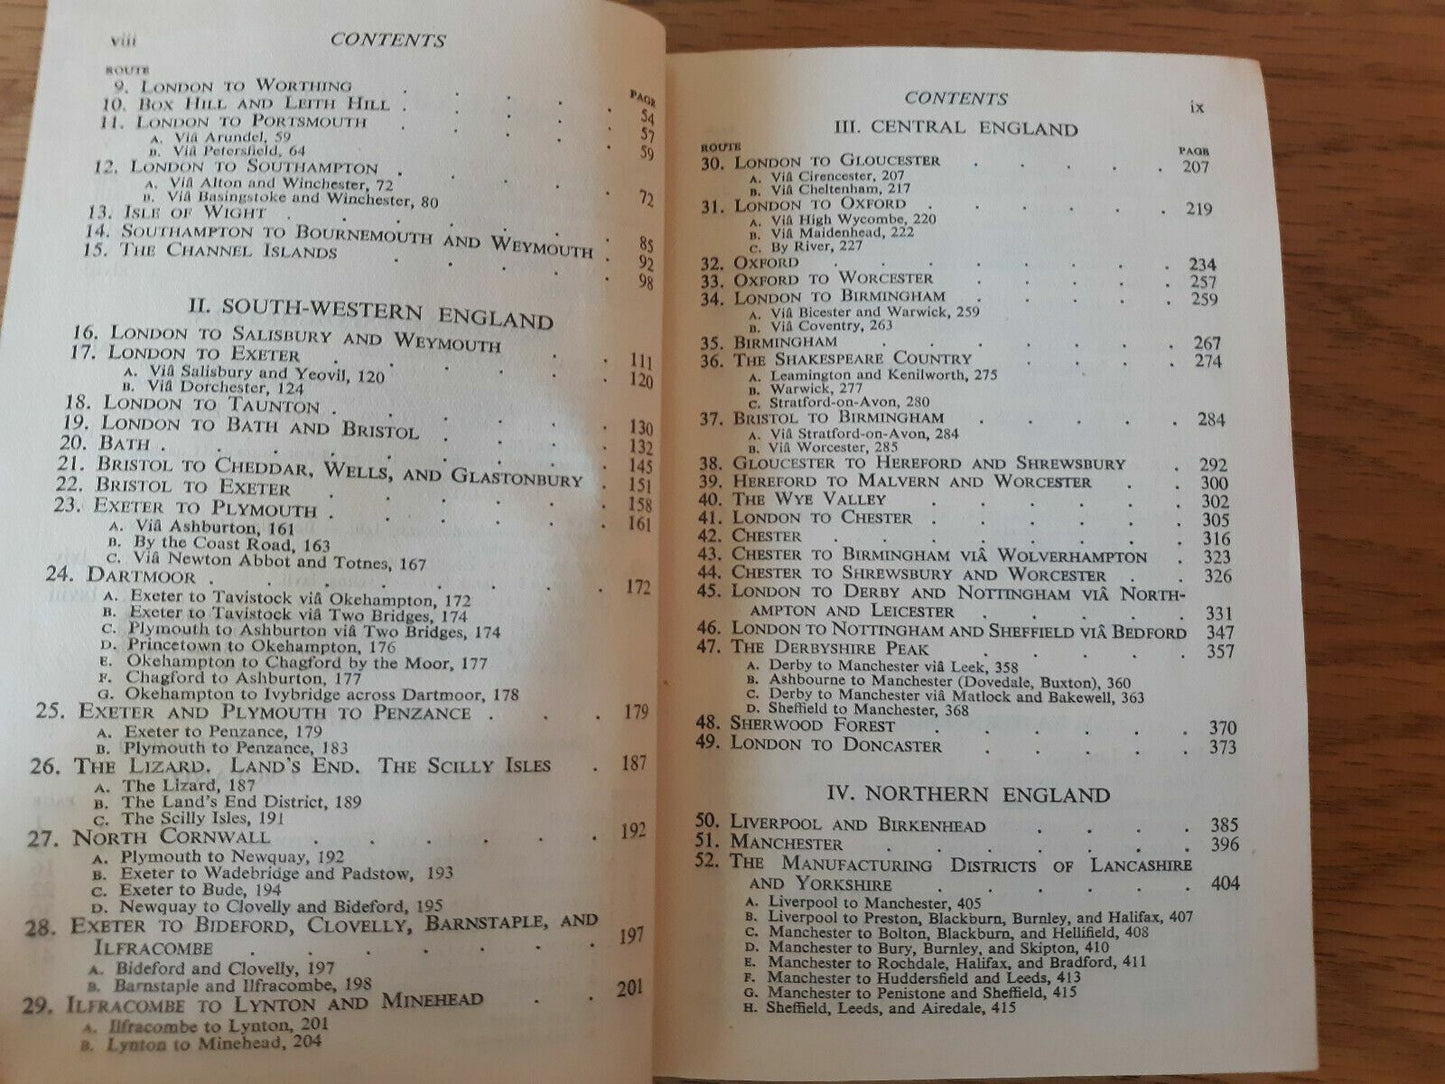 viii CONTENTS
ROUTE PAGE
9. LONDON TO WORTHING . . . . 54
10. BOX HILL AND LEITH HILL . . . . . 57
11. LONDON TO PORTSMOUTH . . . . . 59
A. Viâ Arundel, 59
B. Viâ Petersfield, 64
12. LONDON TO SOUTHAMPTON . . . . . 72
A. Viâ Alton and Winchester, 72
B. Viâ Basingstoke and Winchester, 80
13. ISLE OF WIGHT . . . . . . 85
14. SOUTHAMPTON TO BOURNEMOUTH AND WEYMOUTH . 92
15. THE CHANNEL ISLANDS . . . . . 98
II. SOUTH-WESTERN ENGLAND
16. LONDON TO SALISBURY AND WEYMOUTH . . 111
17. LONDON TO EXETER . . . . . 120
A. Viâ Salisbury and Yeovil, 120
B. Viâ Dorchester, 124
18. LONDON TO TAUNTON . . . . . 130
19. LONDON TO BATH AND BRISTOL . . . . 132
20. BATH . . . . . . . . 145
21. BRISTOL TO CHEDDAR, WELLS, AND GLASTONBURY . 151
22. BRISTOL TO EXETER . . . . . 158
23. EXETER TO PLYMOUTH . . . . . 161
A. Viâ Ashburton, 161
B. By the Coast Road, 163
C. Viâ Newton Abbot and Totnes, 167
24. DARTMOOR . . . . . . . 172
A. Exeter to Tavistock viâ Okehampton, 172
B. Exeter to Tavistock viâ Two Bridges, 174
C. Plymouth to Ashburton viâ Two Bridges, 174
D. Princetown to Okehampton, 176
E. Okehampton to Chagford by the Moor, 177
F. Chagford to Ashburton, 177
G. Okehampton to Ivybridge across Dartmoor, 178
25. EXETER AND PLYMOUTH TO PENZANCE . . . 179
A. Exeter to Penzance, 179
B. Plymouth to Penzance, 183
26. THE LIZARD. LAND'S END. THE SCILLY ISLES . 187
A. The Lizard, 187
B. The Land's End District, 189
C. The Scilly Isles, 191
27. NORTH CORNWALL . . . . . . 192
A. Plymouth to Newquay, 192
B. Exeter to Wadebridge and Padstow, 193
C. Exeter to Bude, 194
D. Newquay to Clovelly and Bideford, 195
28. EXETER TO BIDEFORD, CLOVELLY, BARNSTAPLE, AND
ILFRACOMBE . . . . . . . 197
A. Bideford and Clovelly, 197
B. Barnstaple and Ilfracombe, 198
29. ILFRACOMBE TO LYNTON AND MINEHEAD . . 201
A. Ilfracombe to Lynton, 201
B. Lynton to Minehead, 204
CONTENTS ix
III. CENTRAL ENGLAND
ROUTE PAGE
30. LONDON TO GLOUCESTER . . . . . 207
A. Viâ Cirencester, 207
B. Viâ Cheltenham, 217
31. LONDON TO OXFORD . . . . . 219
A. Viâ High Wycombe, 220
B. Viâ Maidenhead, 222
C. By River, 227
32. OXFORD . . . . . . . 234
33. OXFORD TO WORCESTER . . . . . 257
34. LONDON TO BIRMINGHAM . . . . . 259
A. Viâ Bicester and Warwick, 259
B. Viâ Coventry, 263
35. BIRMINGHAM . . . . . . 267
36. THE SHAKESPEARE COUNTRY . . . . 274
A. Leamington and Kenilworth, 275
B. Warwick, 277
C. Stratford-on-Avon, 280
37. BRISTOL TO BIRMINGHAM . . . . . 284
A. Viâ Stratford-on-Avon, 284
B. Viâ Worcester, 285
38. GLOUCESTER TO HEREFORD AND SHREWSBURY . 292
39. HEREFORD TO MALVERN AND WORCESTER . . 300
40. THE WYE VALLEY . . . . . 302
41. LONDON TO CHESTER . . . . . 305
42. CHESTER . . . . . . . 316
43. CHESTER TO BIRMINGHAM VIÂ WOLVERHAMPTON . 323
44. CHESTER TO SHREWSBURY AND WORCESTER . . 326
45. LONDON TO DERBY AND NOTTINGHAM VIÂ NORTH-
AMPTON AND LEICESTER . . . . . 331
46. LONDON TO NOTTINGHAM AND SHEFFIELD VIÂ BEDFORD 347
47. THE DERBYSHIRE PEAK . . . . . 357
A. Derby to Manchester viâ Leek, 358
B. Ashbourne to Manchester (Dovedale, Buxton), 360
C. Derby to Manchester viâ Matlock and Bakewell, 363
D. Sheffield to Manchester, 368
48. SHERWOOD FOREST . . . . . 370
49. LONDON TO DONCASTER . . . . 373
IV. NORTHERN ENGLAND
50. LIVERPOOL AND BIRKENHEAD . . . . 385
51. MANCHESTER . . . . . . 396
52. THE MANUFACTURING DISTRICTS OF LANCASHIRE
AND YORKSHIRE . . . . . . 404
A. Liverpool to Manchester, 405
B. Liverpool to Preston, Blackburn, Burnley, and Halifax, 407
C. Manchester to Bolton, Blackburn, and Hellifield, 408
D. Manchester to Bury, Burnley, and Skipton, 410
E. Manchester to Rochdale, Halifax, and Bradford, 411
F. Manchester to Huddersfield and Leeds, 413
G. Manchester to Penistone and Sheffield, 415
H. Sheffield, Leeds, and Airedale, 415